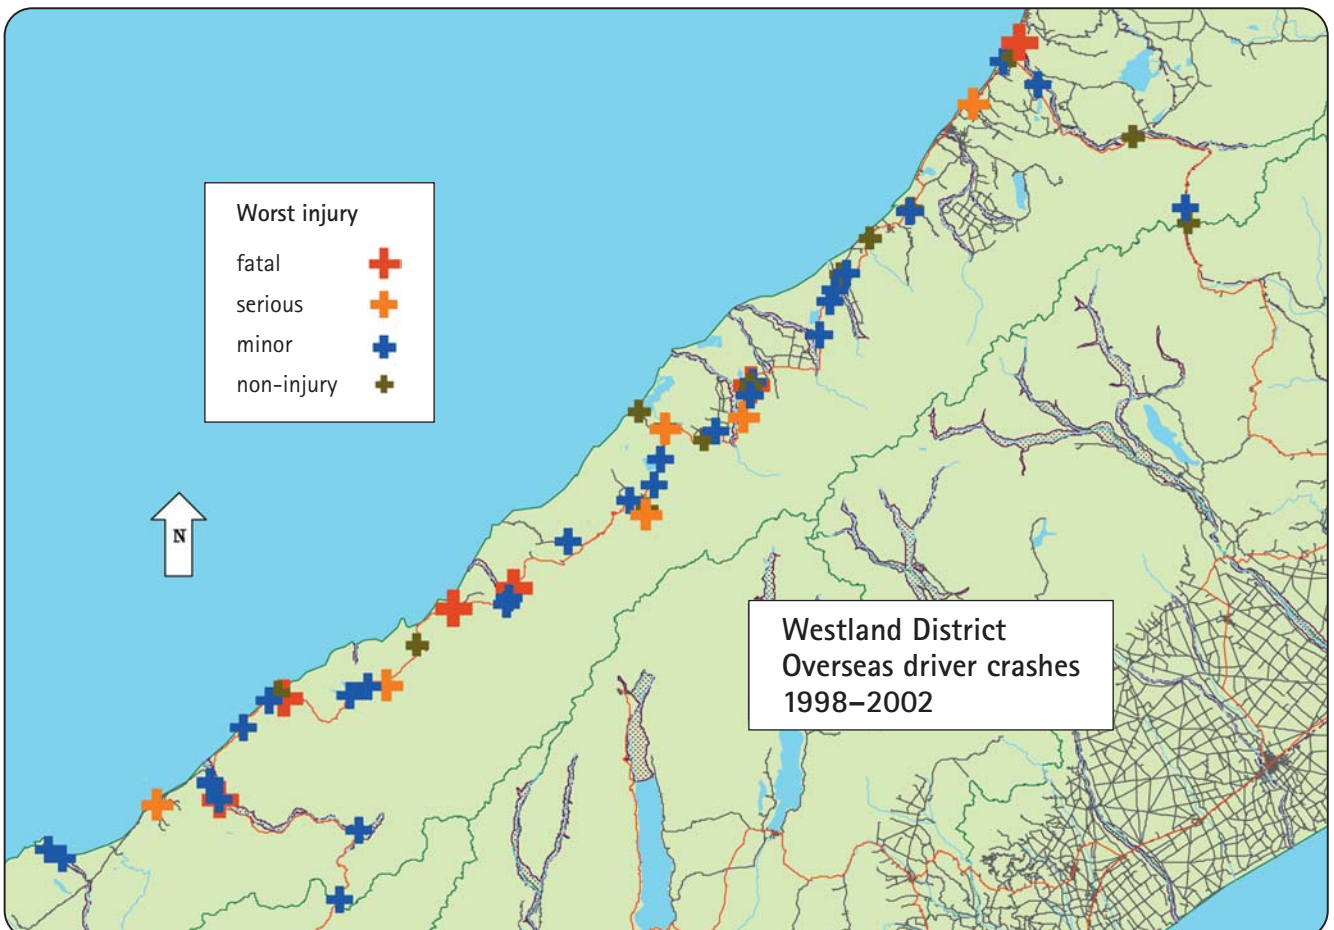 Worst injury
fatal
serious
minor
non-injury
N
Westland District
Overseas driver crashes
1998–2002